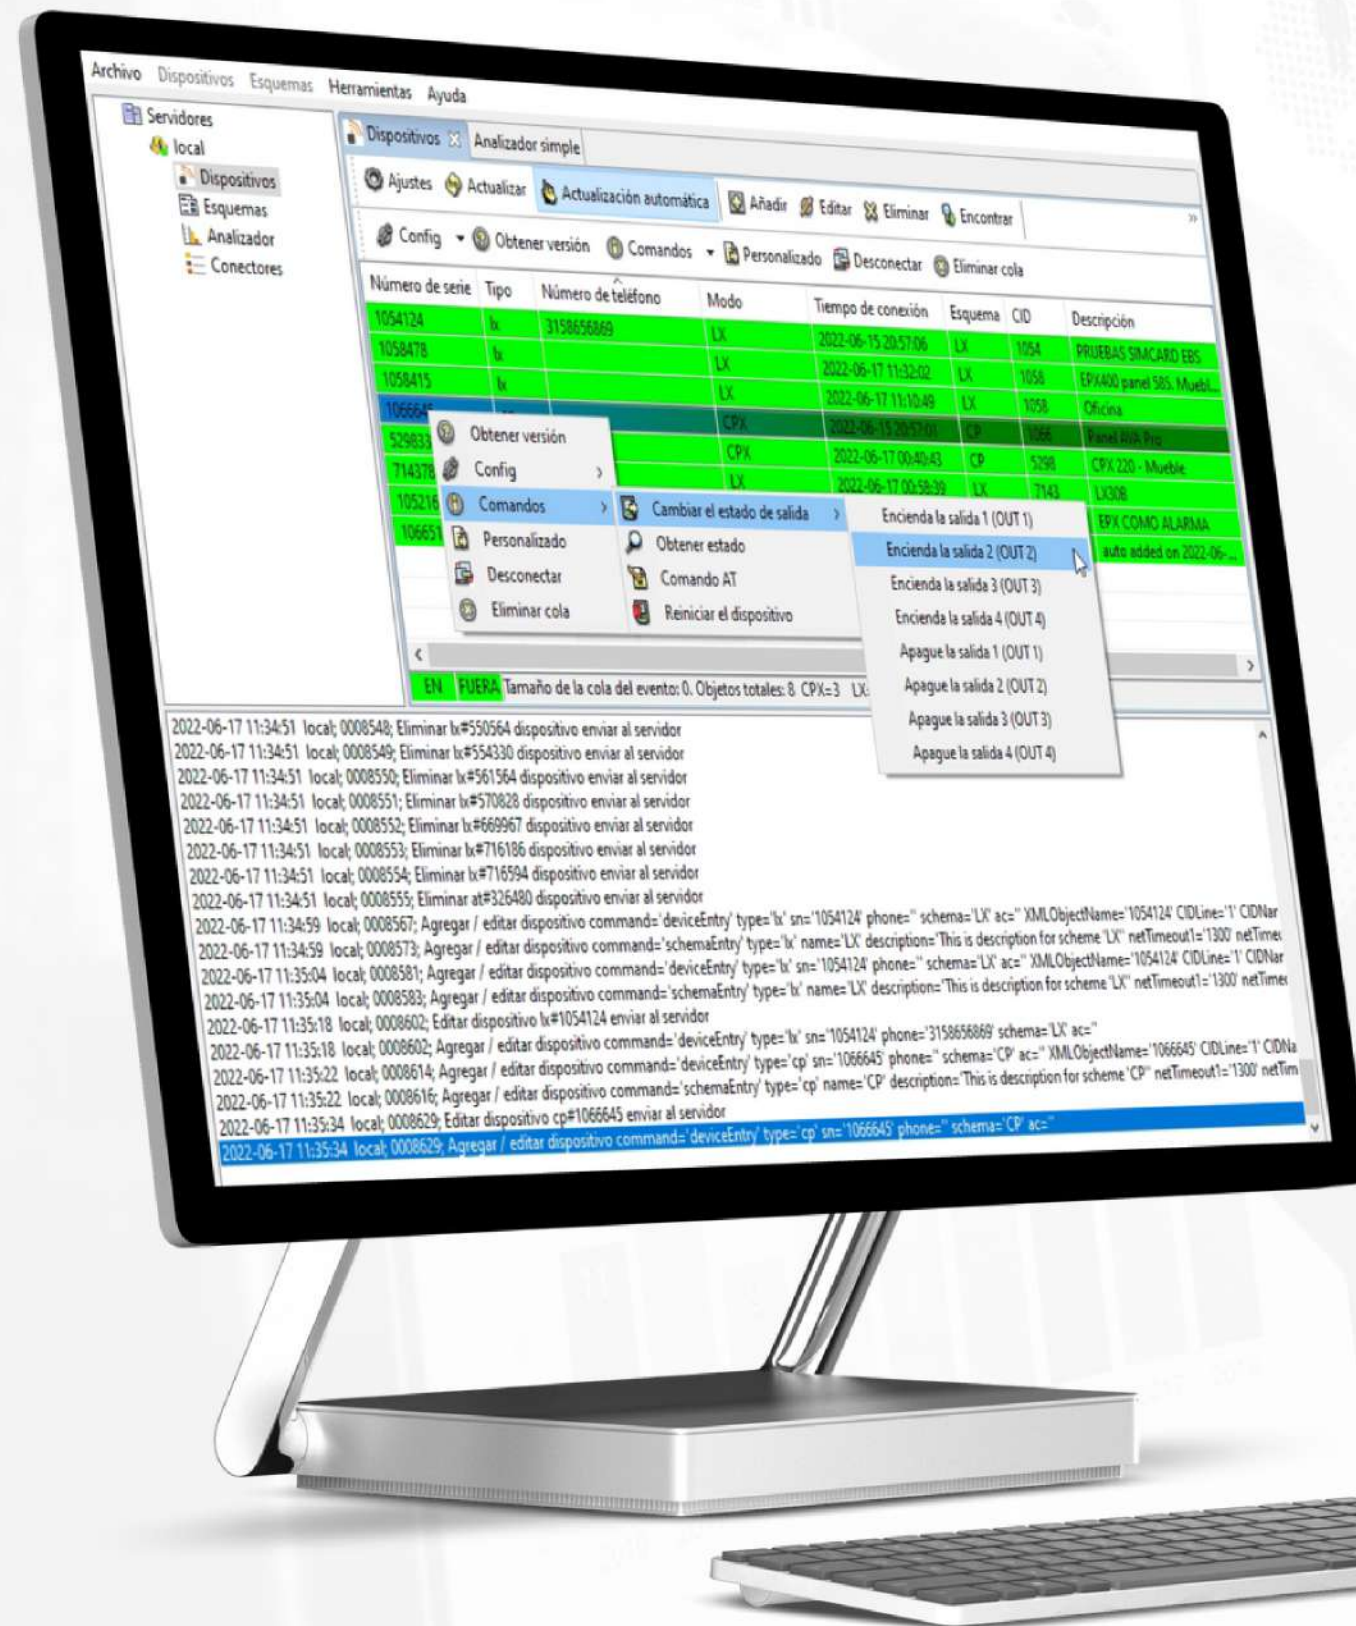 Archivo Dispositivos Esquemas Herramientas Ayuda
Servidores
local
Dispositivos
Esquemas
Analizador
Conectores
Dispositivos Analizador simple
Ajustes Actualizar Actualización automática Añadir Editar Eliminar Encontrar »
Config Obtener versión Comandos Personalizado Desconectar Eliminar cola
Número de serie Tipo Número de teléfono Modo Tiempo de conexión Esquema CID Descripción
1054124 lx 3158656869 LX 2022-06-15 20:57:06 LX 1054 PRUEBAS SIMCARD EBS
1058478 lx LX 2022-06-17 11:32:02 LX 1058 EPX400 panel 585. Muebl...
1058415 lx LX 2022-06-17 11:10:49 LX 1058 Oficina
1066645 CPX 2022-06-15 20:57:01 CP 1066 Panel AVA Pro
529833 CPX 2022-06-17 00:40:43 CP 5298 CPX 220 - Mueble
714378 LX 2022-06-17 00:58:39 LX 7143 LX30B
105216 EPX COMO ALARMA
106651 auto added on 2022-06-...
Obtener versión
Config
Comandos
Personalizado
Desconectar
Eliminar cola
Cambiar el estado de salida
Obtener estado
Comando AT
Reiniciar el dispositivo
Encienda la salida 1 (OUT 1)
Encienda la salida 2 (OUT 2)
Encienda la salida 3 (OUT 3)
Encienda la salida 4 (OUT 4)
Apague la salida 1 (OUT 1)
Apague la salida 2 (OUT 2)
Apague la salida 3 (OUT 3)
Apague la salida 4 (OUT 4)
EN FUERA Tamaño de la cola del evento: 0. Objetos totales: 8 CPX=3 LX=
2022-06-17 11:34:51 local; 0008548; Eliminar lx#550564 dispositivo enviar al servidor
2022-06-17 11:34:51 local; 0008549; Eliminar lx#554330 dispositivo enviar al servidor
2022-06-17 11:34:51 local; 0008550; Eliminar lx#561564 dispositivo enviar al servidor
2022-06-17 11:34:51 local; 0008551; Eliminar lx#570828 dispositivo enviar al servidor
2022-06-17 11:34:51 local; 0008552; Eliminar lx#669967 dispositivo enviar al servidor
2022-06-17 11:34:51 local; 0008553; Eliminar lx#716186 dispositivo enviar al servidor
2022-06-17 11:34:51 local; 0008554; Eliminar lx#716594 dispositivo enviar al servidor
2022-06-17 11:34:51 local; 0008555; Eliminar at#326480 dispositivo enviar al servidor
2022-06-17 11:34:59 local; 0008567; Agregar / editar dispositivo command='deviceEntry' type='lx' sn='1054124' phone='' schema='LX' ac='' XMLObjectName='1054124' CIDLine='1' CIDNar
2022-06-17 11:34:59 local; 0008573; Agregar / editar dispositivo command='schemaEntry' type='lx' name='LX' description='This is description for scheme 'LX'' netTimeout1='1300' netTimec
2022-06-17 11:35:04 local; 0008581; Agregar / editar dispositivo command='deviceEntry' type='lx' sn='1054124' phone='' schema='LX' ac='' XMLObjectName='1054124' CIDLine='1' CIDNar
2022-06-17 11:35:04 local; 0008583; Agregar / editar dispositivo command='schemaEntry' type='lx' name='LX' description='This is description for scheme 'LX'' netTimeout1='1300' netTimec
2022-06-17 11:35:18 local; 0008602; Editar dispositivo lx#1054124 enviar al servidor
2022-06-17 11:35:18 local; 0008602; Agregar / editar dispositivo command='deviceEntry' type='lx' sn='1054124' phone='3158656869' schema='LX' ac=''
2022-06-17 11:35:22 local; 0008614; Agregar / editar dispositivo command='deviceEntry' type='cp' sn='1066645' phone='' schema='CP' ac='' XMLObjectName='1066645' CIDLine='1' CIDNa
2022-06-17 11:35:22 local; 0008616; Agregar / editar dispositivo command='schemaEntry' type='cp' name='CP' description='This is description for scheme 'CP'' netTimeout1='1300' netTim
2022-06-17 11:35:34 local; 0008629; Editar dispositivo cp#1066645 enviar al servidor
2022-06-17 11:35:34 local; 0008629; Agregar / editar dispositivo command='deviceEntry' type='cp' sn='1066645' phone='' schema='CP' ac=''